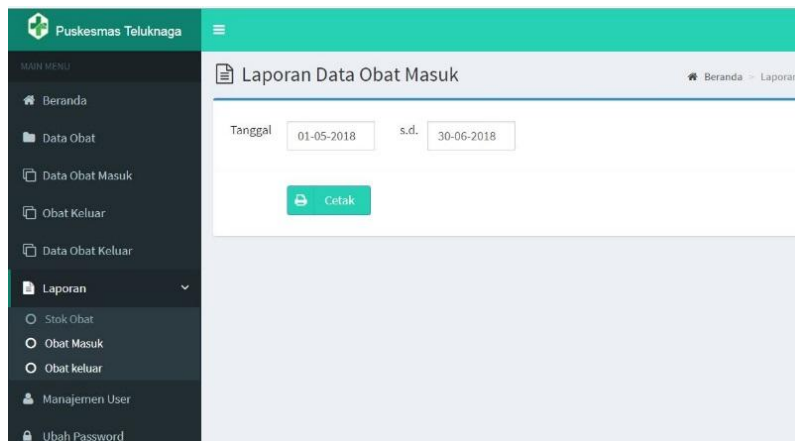 Puskesmas Teluknaga
MAIN MENU
Beranda
Data Obat
Data Obat Masuk
Obat Keluar
Data Obat Keluar
Laporan
Stok Obat
Obat Masuk
Obat keluar
Manajemen User
Ubah Password
Laporan Data Obat Masuk
Beranda > Laporan
Tanggal 01-05-2018 s.d. 30-06-2018
Cetak